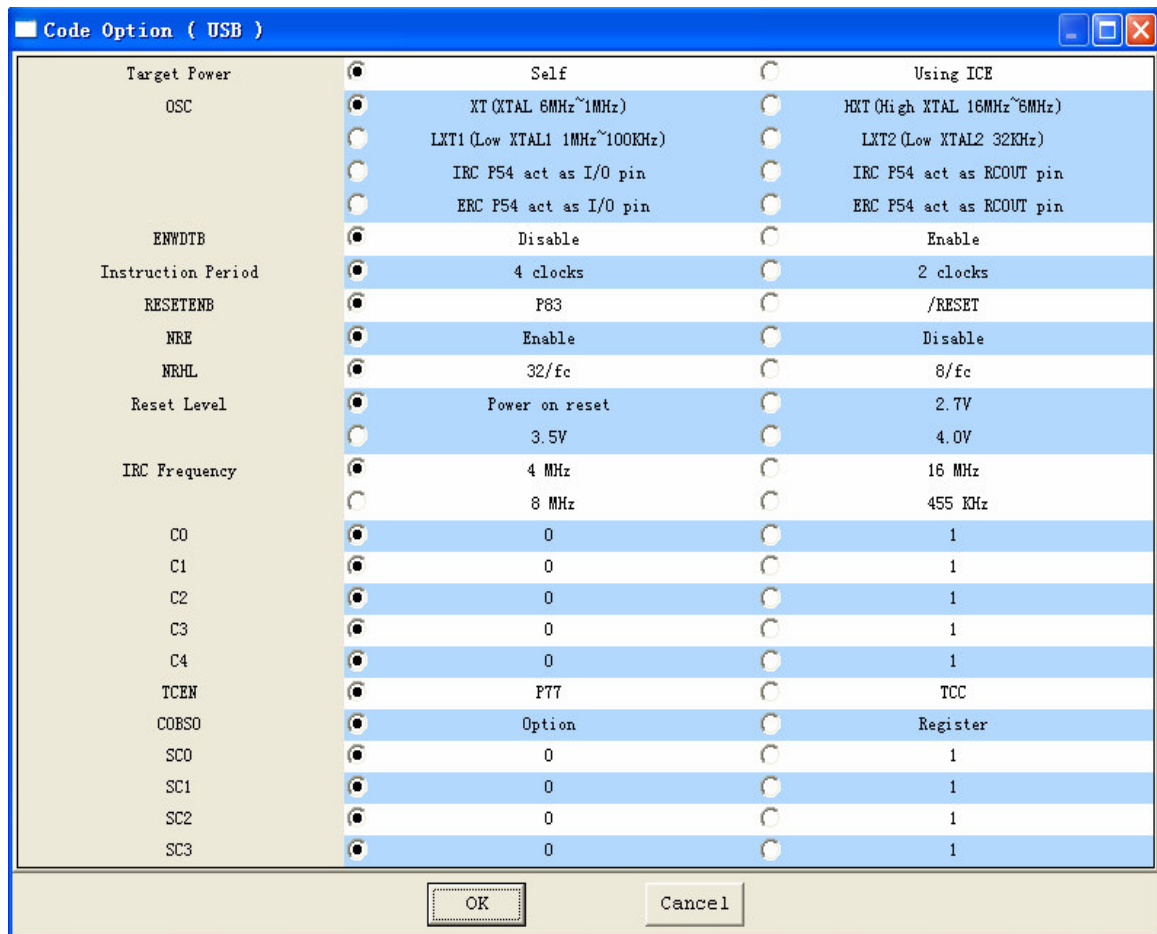 Code Option ( USB )
Target Power Self Using ICE
OSC XT(XTAL 6MHz~1MHz) HXT(High XTAL 16MHz~6MHz)
LXT1(Low XTAL1 1MHz~100KHz) LXT2(Low XTAL2 32KHz)
IRC P54 act as I/O pin IRC P54 act as RCOUT pin
ERC P54 act as I/O pin ERC P54 act as RCOUT pin
ENWDTB Disable Enable
Instruction Period 4 clocks 2 clocks
RESETENB P83 /RESET
NRE Enable Disable
NRHL 32/fc 8/fc
Reset Level Power on reset 2.7V
3.5V 4.0V
IRC Frequency 4 MHz 16 MHz
8 MHz 455 KHz
C0 0 1
C1 0 1
C2 0 1
C3 0 1
C4 0 1
TCEN P77 TCC
COBS0 Option Register
SC0 0 1
SC1 0 1
SC2 0 1
SC3 0 1
OK Cancel